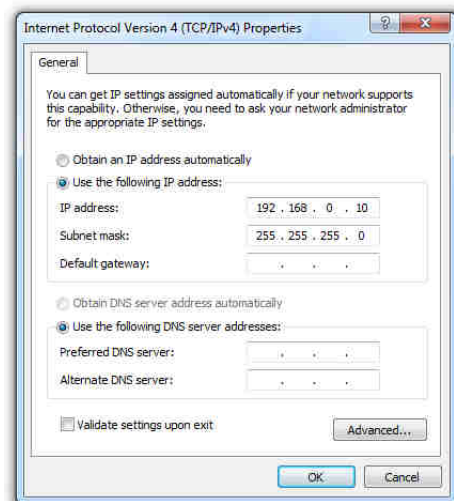 Internet Protocol Version 4 (TCP/IPv4) Properties
General
You can get IP settings assigned automatically if your network supports
this capability. Otherwise, you need to ask your network administrator
for the appropriate IP settings.
Obtain an IP address automatically
Use the following IP address:
IP address: 192 . 168 . 0 . 10
Subnet mask: 255 . 255 . 255 . 0
Default gateway: . . .
Obtain DNS server address automatically
Use the following DNS server addresses:
Preferred DNS server: . . .
Alternate DNS server: . . .
Validate settings upon exit
Advanced...
OK Cancel